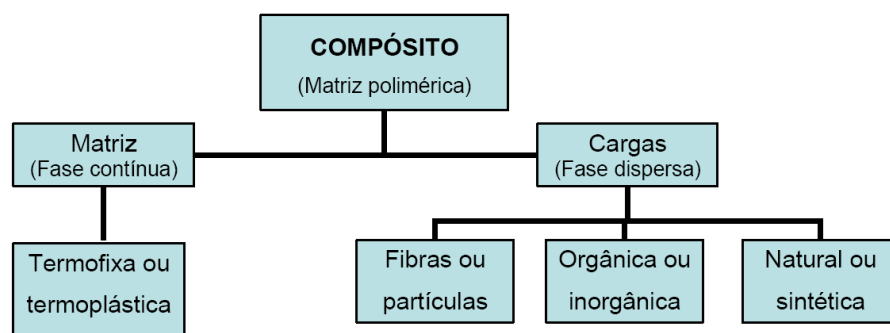 COMPÓSITO
(Matriz polimérica)
Matriz
(Fase contínua)
Cargas
(Fase dispersa)
Termofixa ou
termoplástica
Fibras ou
partículas
Orgânica ou
inorgânica
Natural ou
sintética